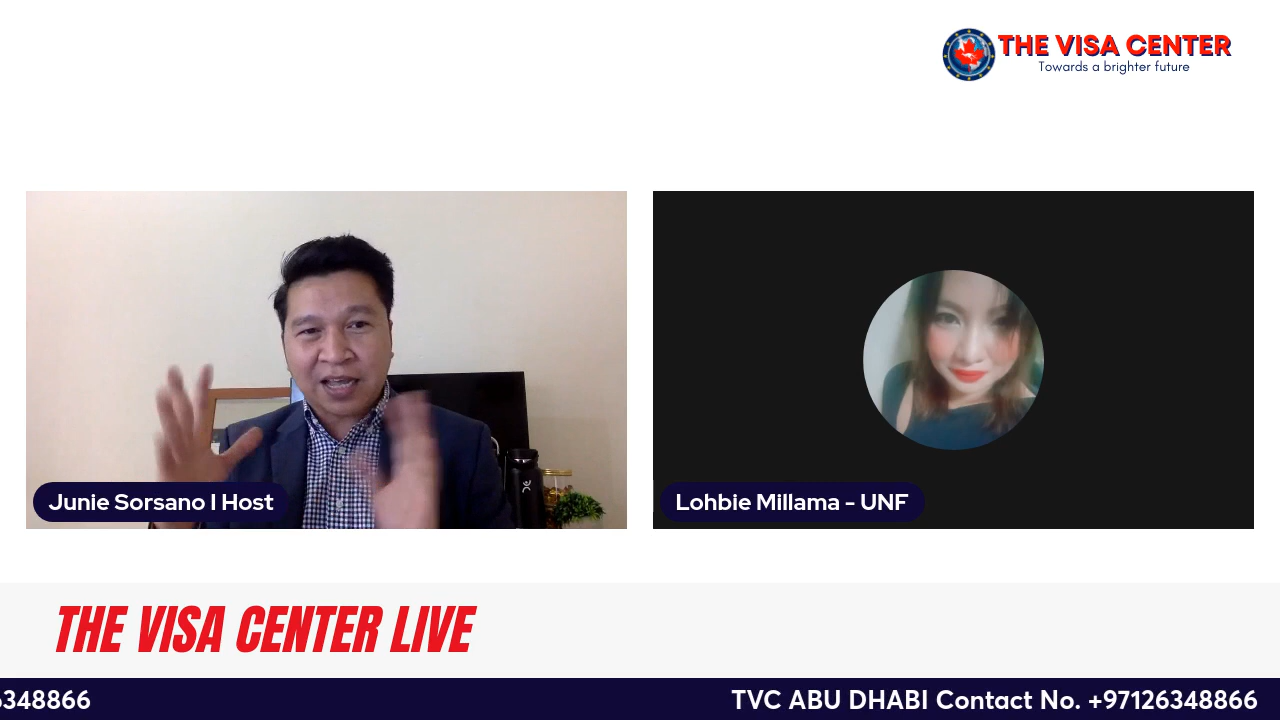 THE VISA CENTER
Towards a brighter future
Junie Sorsano I Host
Lohbie Millama - UNF
THE VISA CENTER LIVE
348866
TVC ABU DHABI Contact No. +97126348866